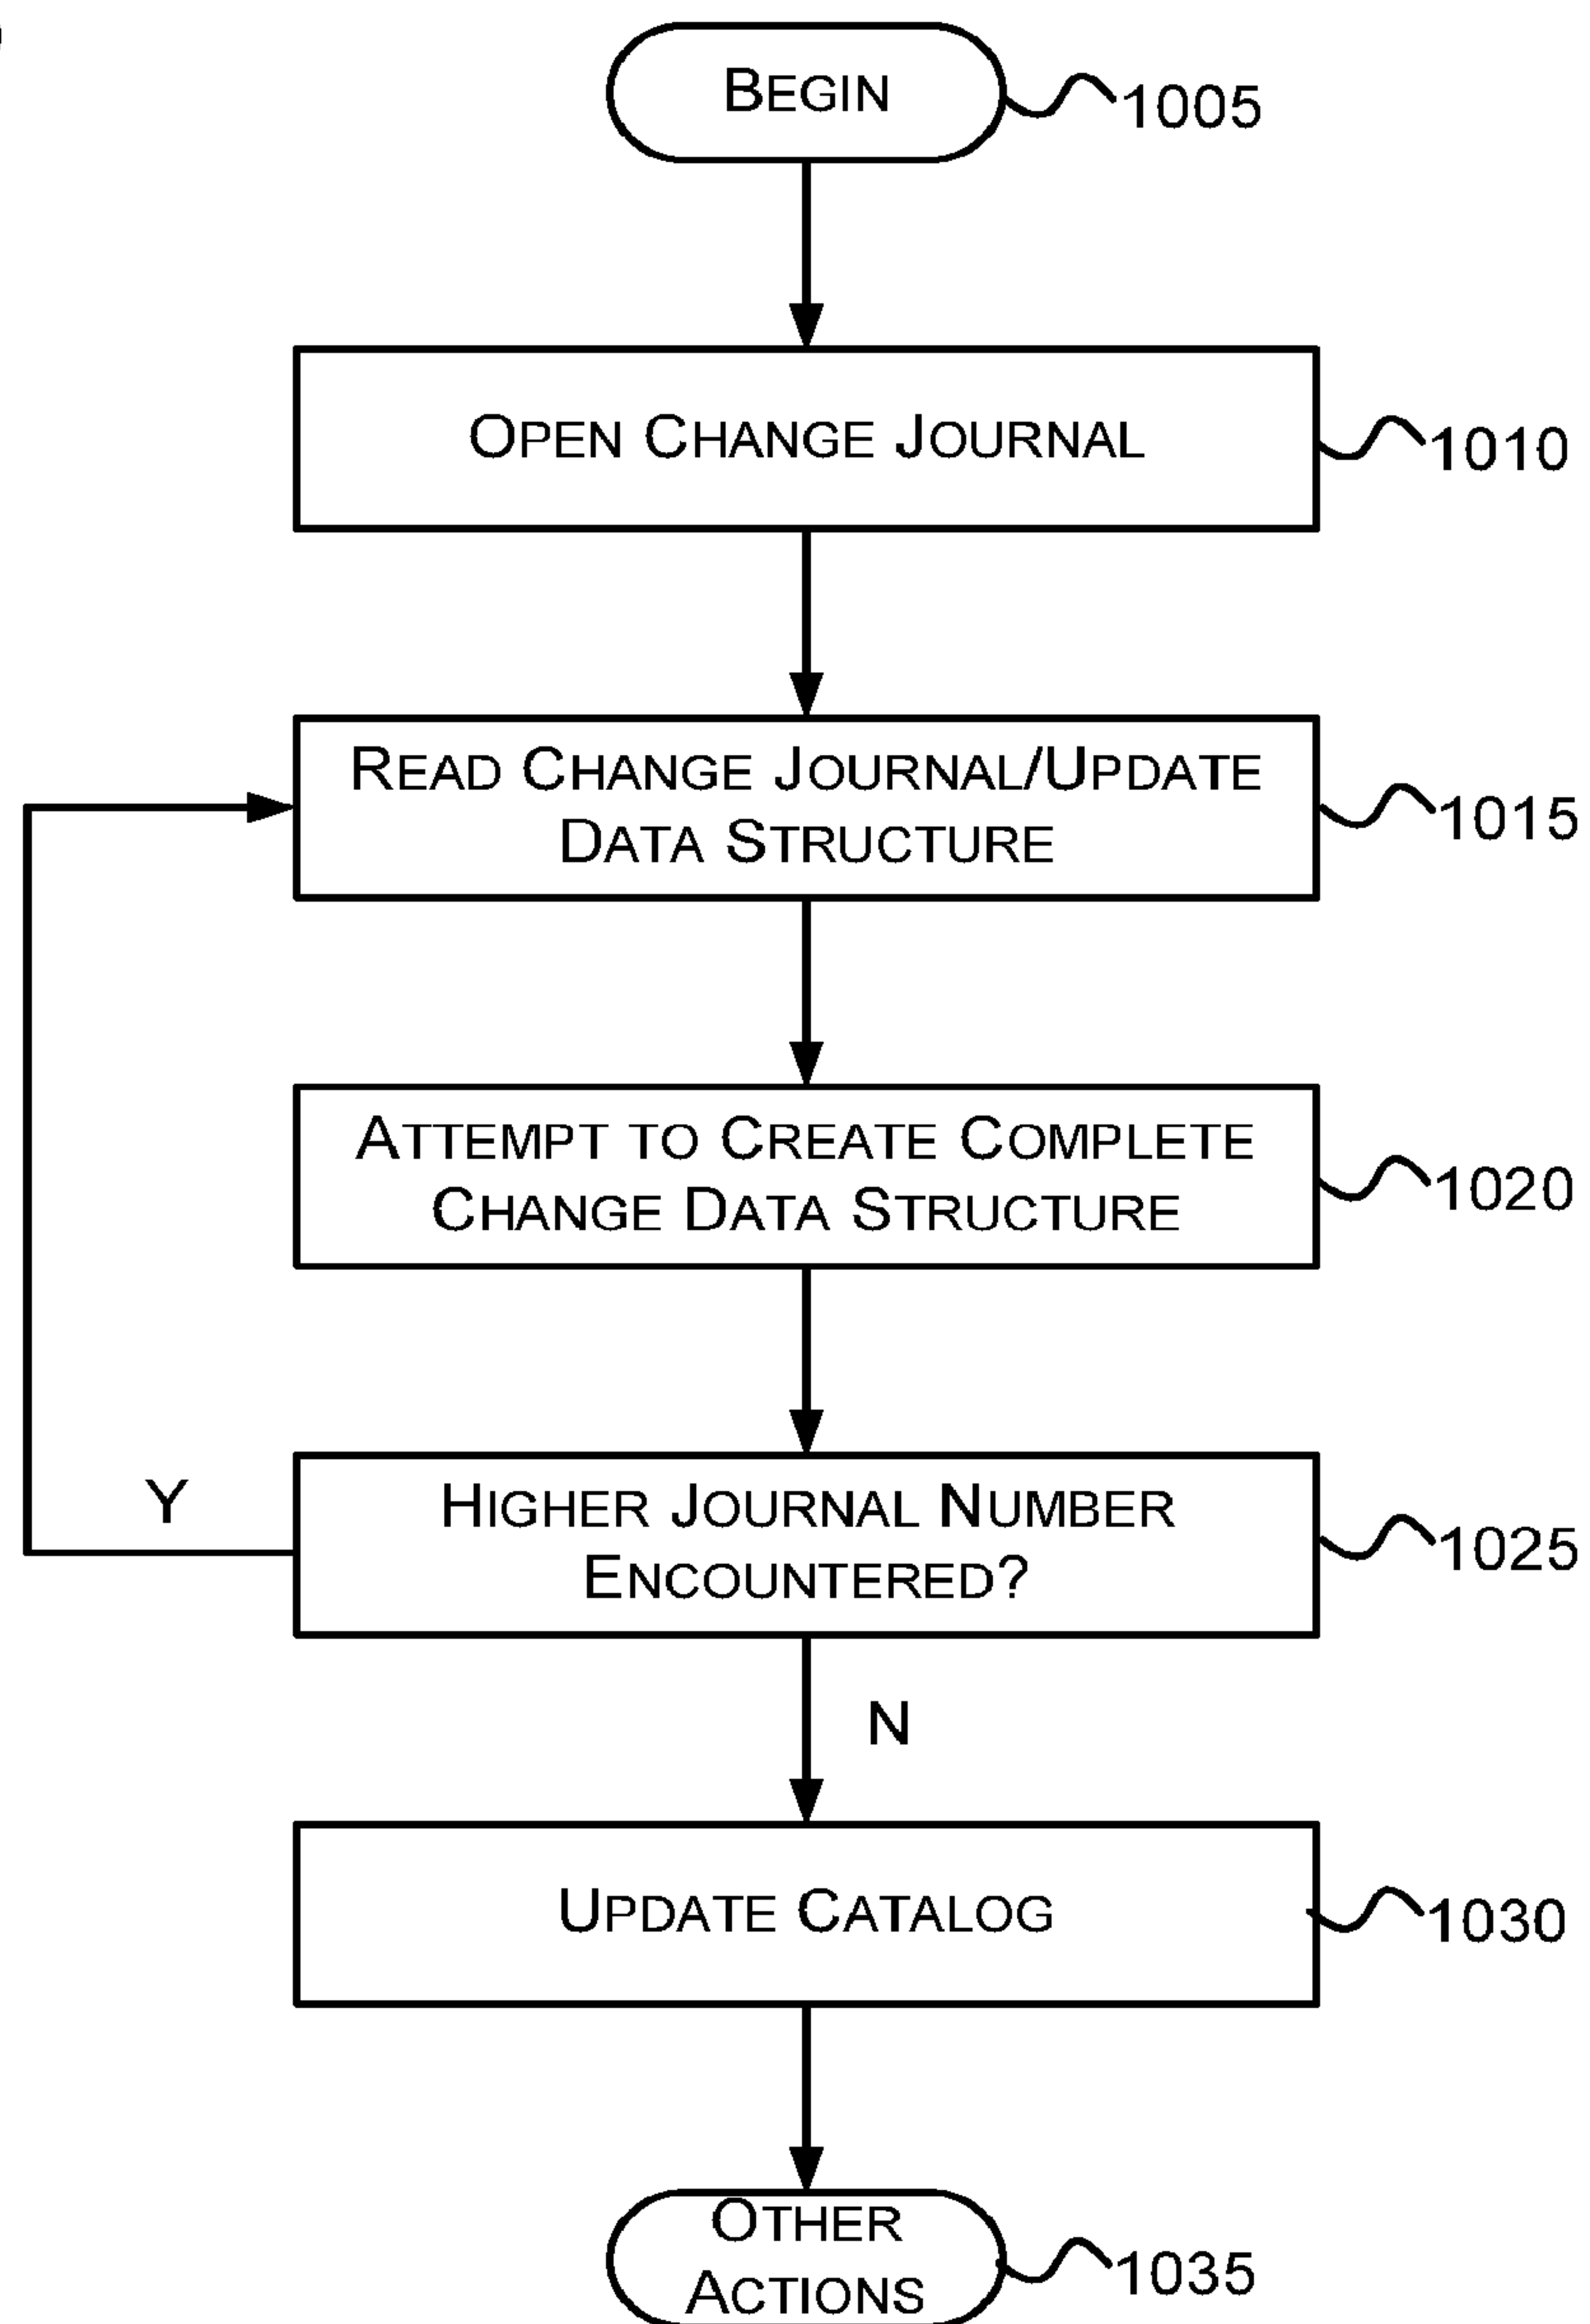 BEGIN
1005
OPEN CHANGE JOURNAL
1010
READ CHANGE JOURNAL/UPDATE
DATA STRUCTURE
1015
ATTEMPT TO CREATE COMPLETE
CHANGE DATA STRUCTURE
1020
HIGHER JOURNAL NUMBER
ENCOUNTERED?
1025
Y
N
UPDATE CATALOG
1030
OTHER
ACTIONS
1035